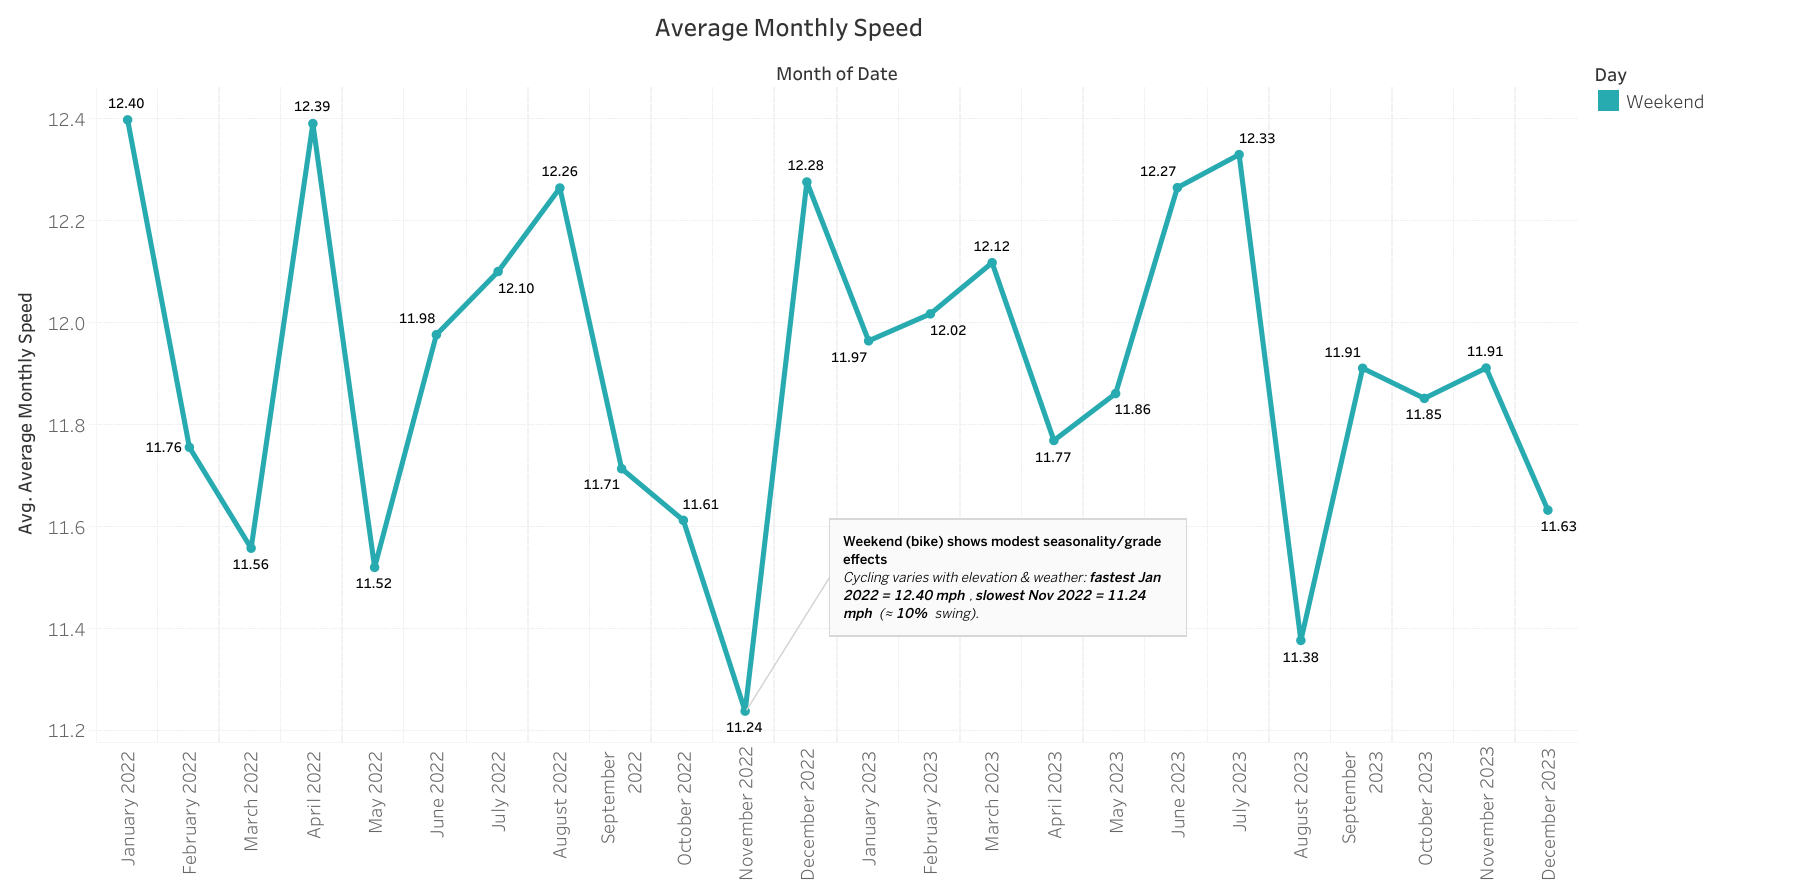 Average Monthly Speed
Month of Date
Day
Weekend
Avg. Average Monthly Speed
12.4
12.2
12.0
11.8
11.6
11.4
11.2
12.40
11.76
11.56
12.39
11.52
11.98
12.10
12.26
11.71
11.61
11.24
12.28
11.97
12.02
12.12
11.77
11.86
12.27
12.33
11.38
11.91
11.85
11.91
11.63
Weekend (bike) shows modest seasonality/grade
effects
Cycling varies with elevation & weather: fastest Jan
2022 = 12.40 mph , slowest Nov 2022 = 11.24
mph (≈ 10% swing).
January 2022
February 2022
March 2022
April 2022
May 2022
June 2022
July 2022
August 2022
September
2022
October 2022
November 2022
December 2022
January 2023
February 2023
March 2023
April 2023
May 2023
June 2023
July 2023
August 2023
September
2023
October 2023
November 2023
December 2023